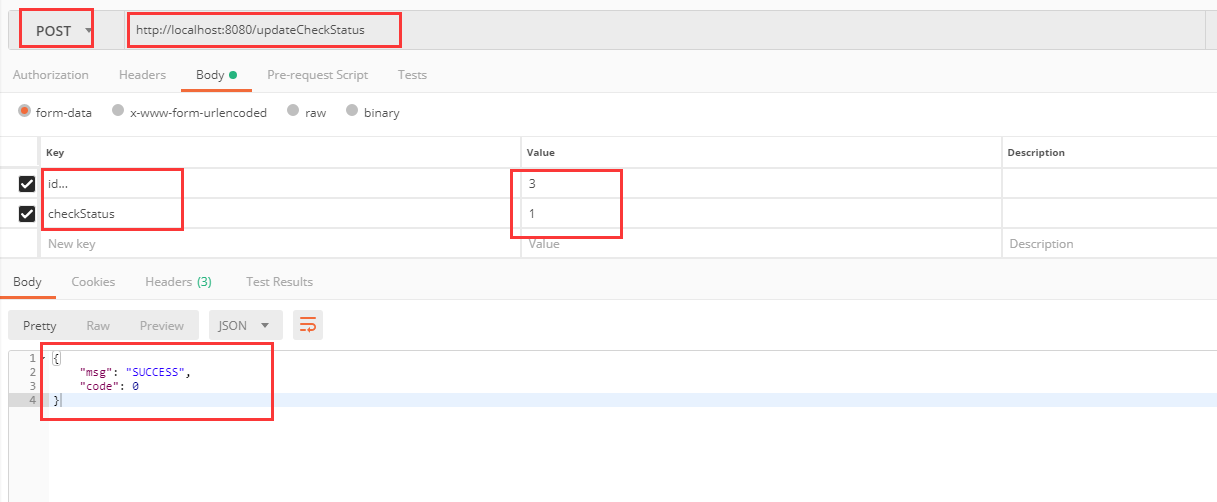 POST http://localhost:8080/updateCheckStatus
Authorization Headers Body Pre-request Script Tests
form-data x-www-form-urlencoded raw binary
Key Value Description
id... 3
checkStatus 1
New key Value Description
Body Cookies Headers (3) Test Results
Pretty Raw Preview JSON
1 {
2 "msg": "SUCCESS",
3 "code": 0
4 }